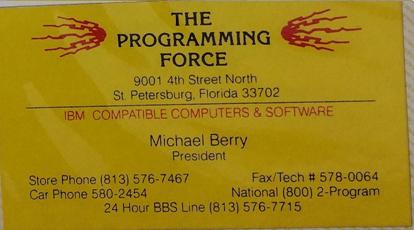 THE
PROGRAMMING
FORCE
9001 4th Street North
St. Petersburg, Florida 33702
IBM COMPATIBLE COMPUTERS & SOFTWARE
Michael Berry
President
Store Phone (813) 576-7467 Fax/Tech # 578-0064
Car Phone 580-2454 National (800) 2-Program
24 Hour BBS Line (813) 576-7715